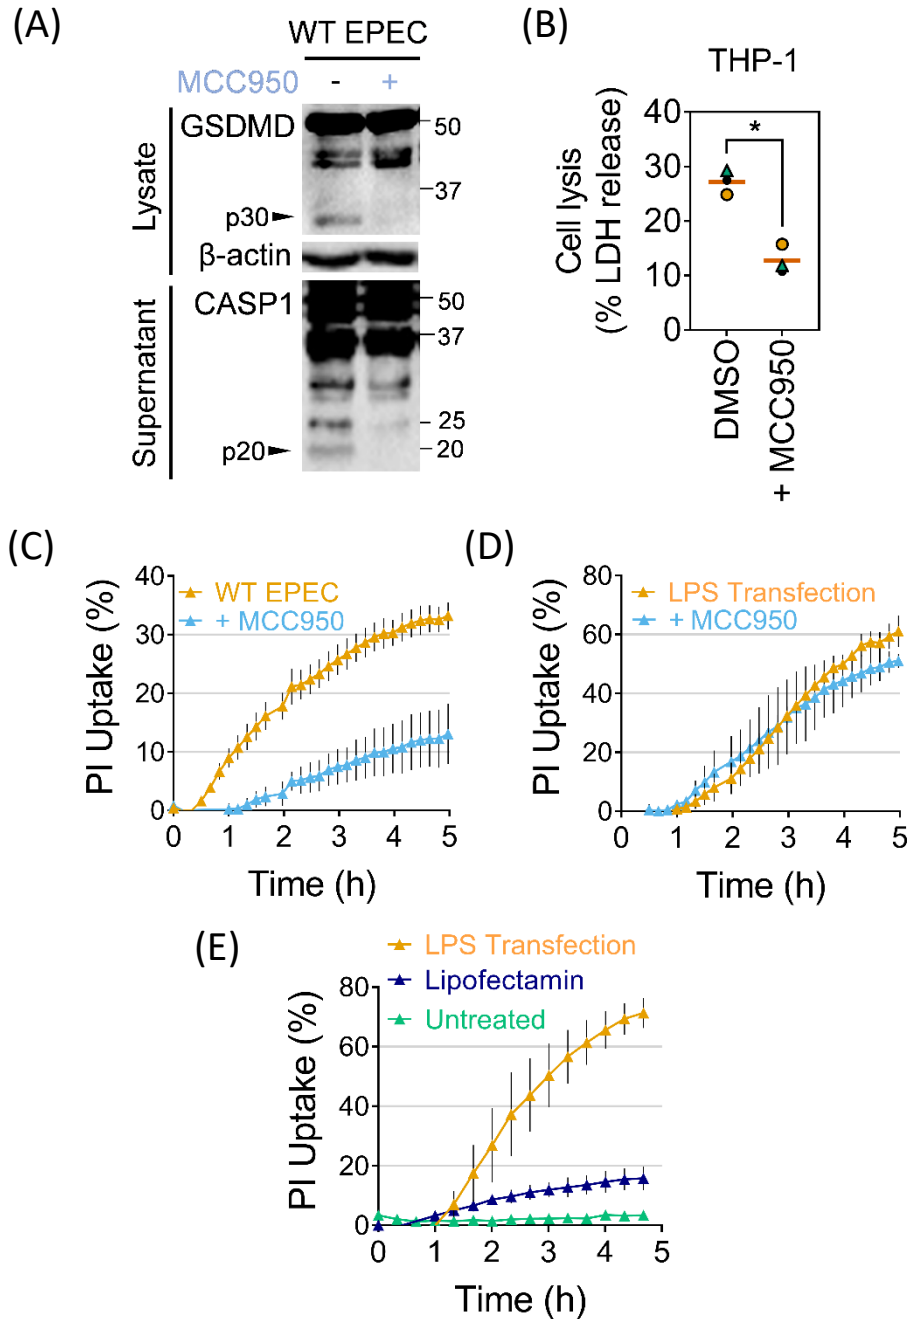 (A)
WT EPEC
MCC950 - +
Lysate
GSDMD
50
37
p30
β-actin
Supernatant
CASP1
50
37
25
p20
20
(B)
THP-1
*
Cell lysis
(% LDH release)
40
30
20
10
0
DMSO
+ MCC950
(C)
WT EPEC
+ MCC950
PI Uptake (%)
40
30
20
10
0
0 1 2 3 4 5
Time (h)
(D)
LPS Transfection
+ MCC950
PI Uptake (%)
80
60
40
20
0
0 1 2 3 4 5
Time (h)
(E)
LPS Transfection
Lipofectamin
Untreated
PI Uptake (%)
80
60
40
20
0
0 1 2 3 4 5
Time (h)